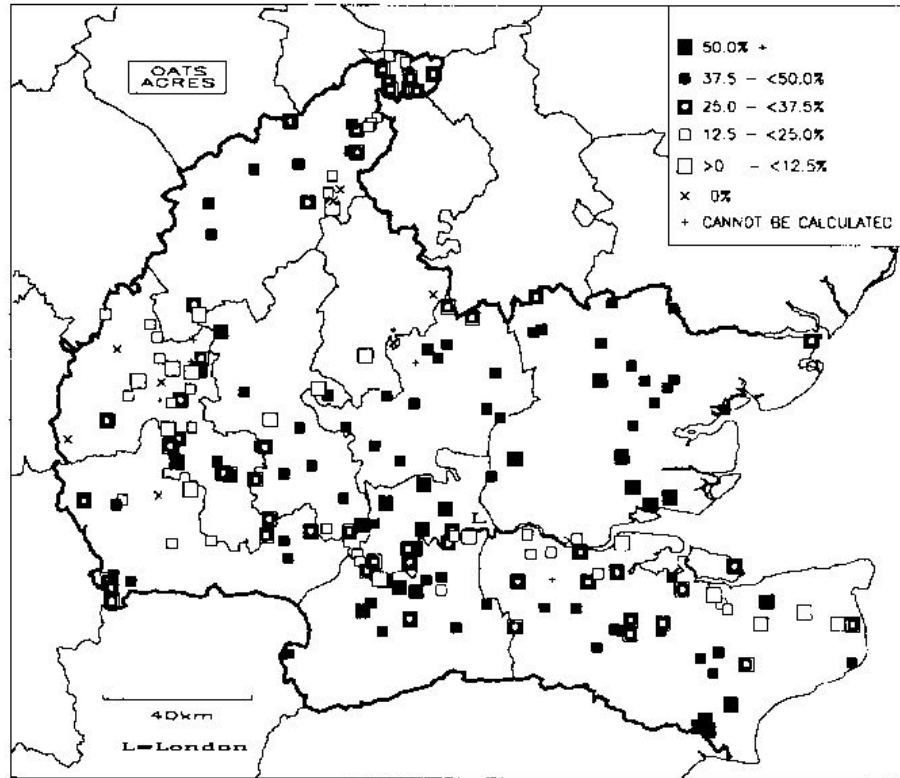 OATS
ACRES
50.0% +
37.5 – <50.0%
25.0 – <37.5%
12.5 – <25.0%
>0 – <12.5%
0%
+ CANNOT BE CALCULATED
L
40km
L=London